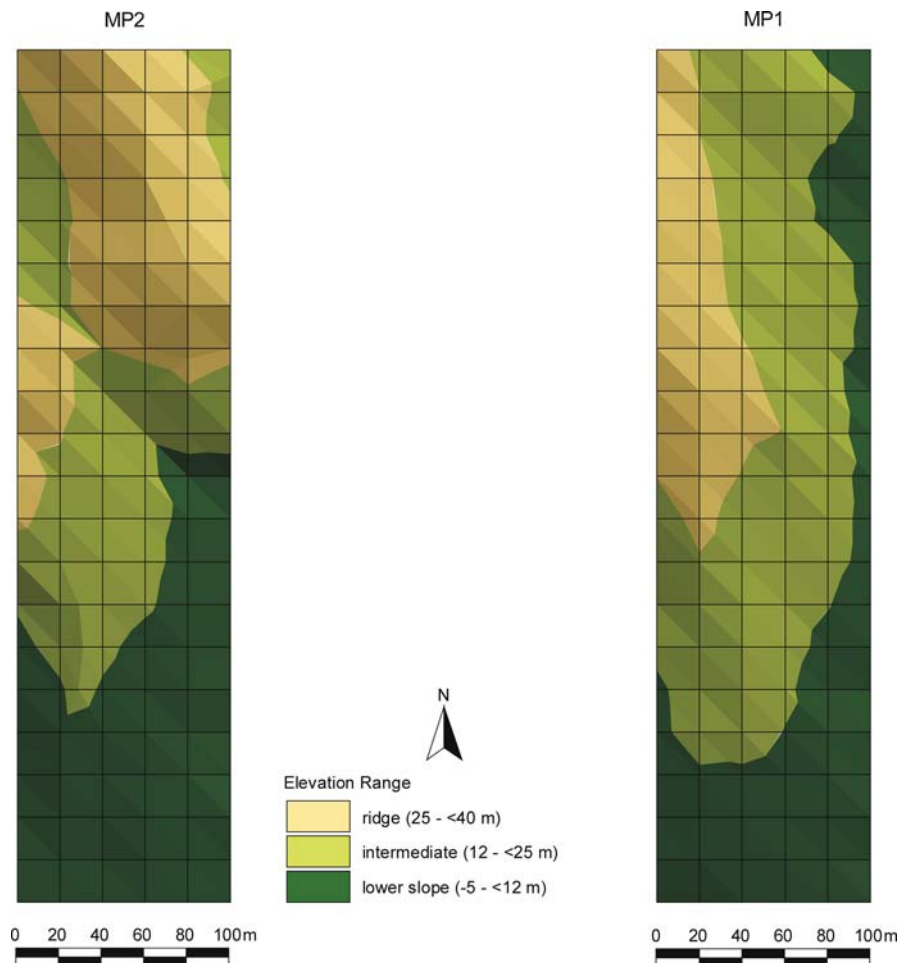 MP2
MP1
N
Elevation Range
ridge (25 - <40 m)
intermediate (12 - <25 m)
lower slope (-5 - <12 m)
0 20 40 60 80 100m
0 20 40 60 80 100m